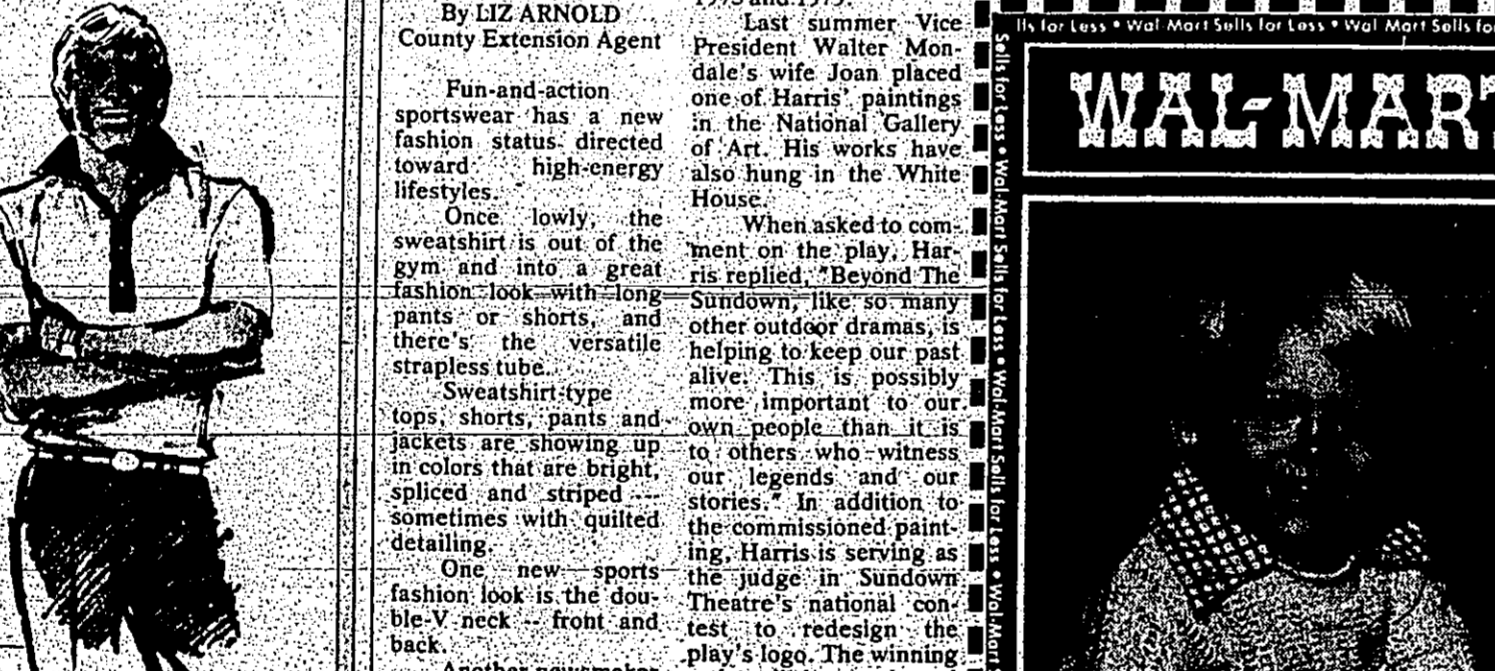 By LIZ ARNOLD
County Extension Agent
Fun-and-action
sportswear has a new
fashion status directed
toward high-energy
lifestyles.
Once lowly, the
sweatshirt is out of the
gym and into a great
fashion look with long
pants or shorts, and
there's the versatile
strapless tube.
Sweatshirt-type
tops, shorts, pants and
jackets are showing up
in colors that are bright,
spliced and striped ---
sometimes with quilted
detailing.
One new sports
fashion look is the dou-
ble-V neck -- front and
back.
Another newsmaker
1975 and 1979.
Last summer Vice
President Walter Mon-
dale's wife Joan placed
one of Harris' paintings
in the National Gallery
of Art. His works have
also hung in the White
House.
When asked to com-
ment on the play, Har-
ris replied, "Beyond The
Sundown, like so many
other outdoor dramas, is
helping to keep our past
alive. This is possibly
more important to our
own people than it is
to others who witness
our legends and our
stories." In addition to
the commissioned paint-
ing, Harris is serving as
the judge in Sundown
Theatre's national con-
test to redesign the
play's logo. The winning
lls for Less • Wal-Mart Sells for Less • Wal-Mart Sells fo
Sells for Less • Wal-Mart Sells for Less • Wal-Mart Sells for Less • Wal-Mart
WAL-MART